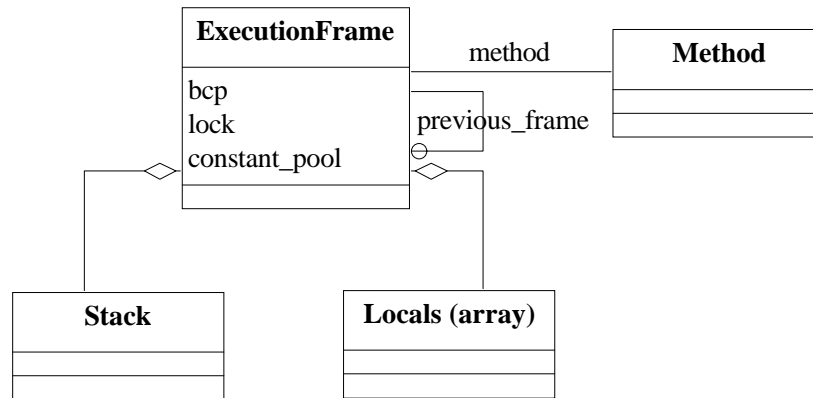 ExecutionFrame
method
Method
bcp
lock
previous_frame
constant_pool
Stack
Locals (array)